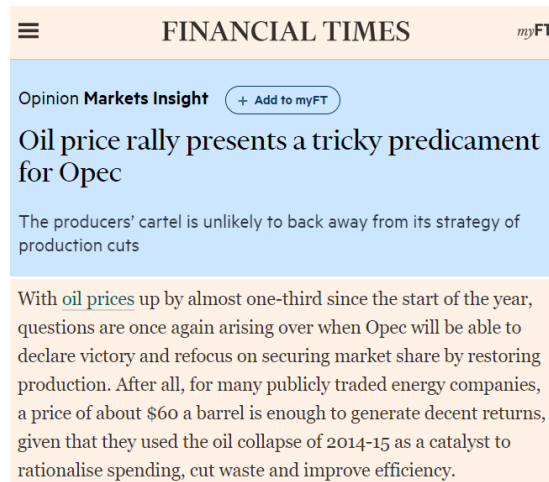 FINANCIAL TIMES myFT
Opinion Markets Insight + Add to myFT
Oil price rally presents a tricky predicament
for Opec
The producers’ cartel is unlikely to back away from its strategy of
production cuts
With oil prices up by almost one-third since the start of the year,
questions are once again arising over when Opec will be able to
declare victory and refocus on securing market share by restoring
production. After all, for many publicly traded energy companies,
a price of about $60 a barrel is enough to generate decent returns,
given that they used the oil collapse of 2014-15 as a catalyst to
rationalise spending, cut waste and improve efficiency.